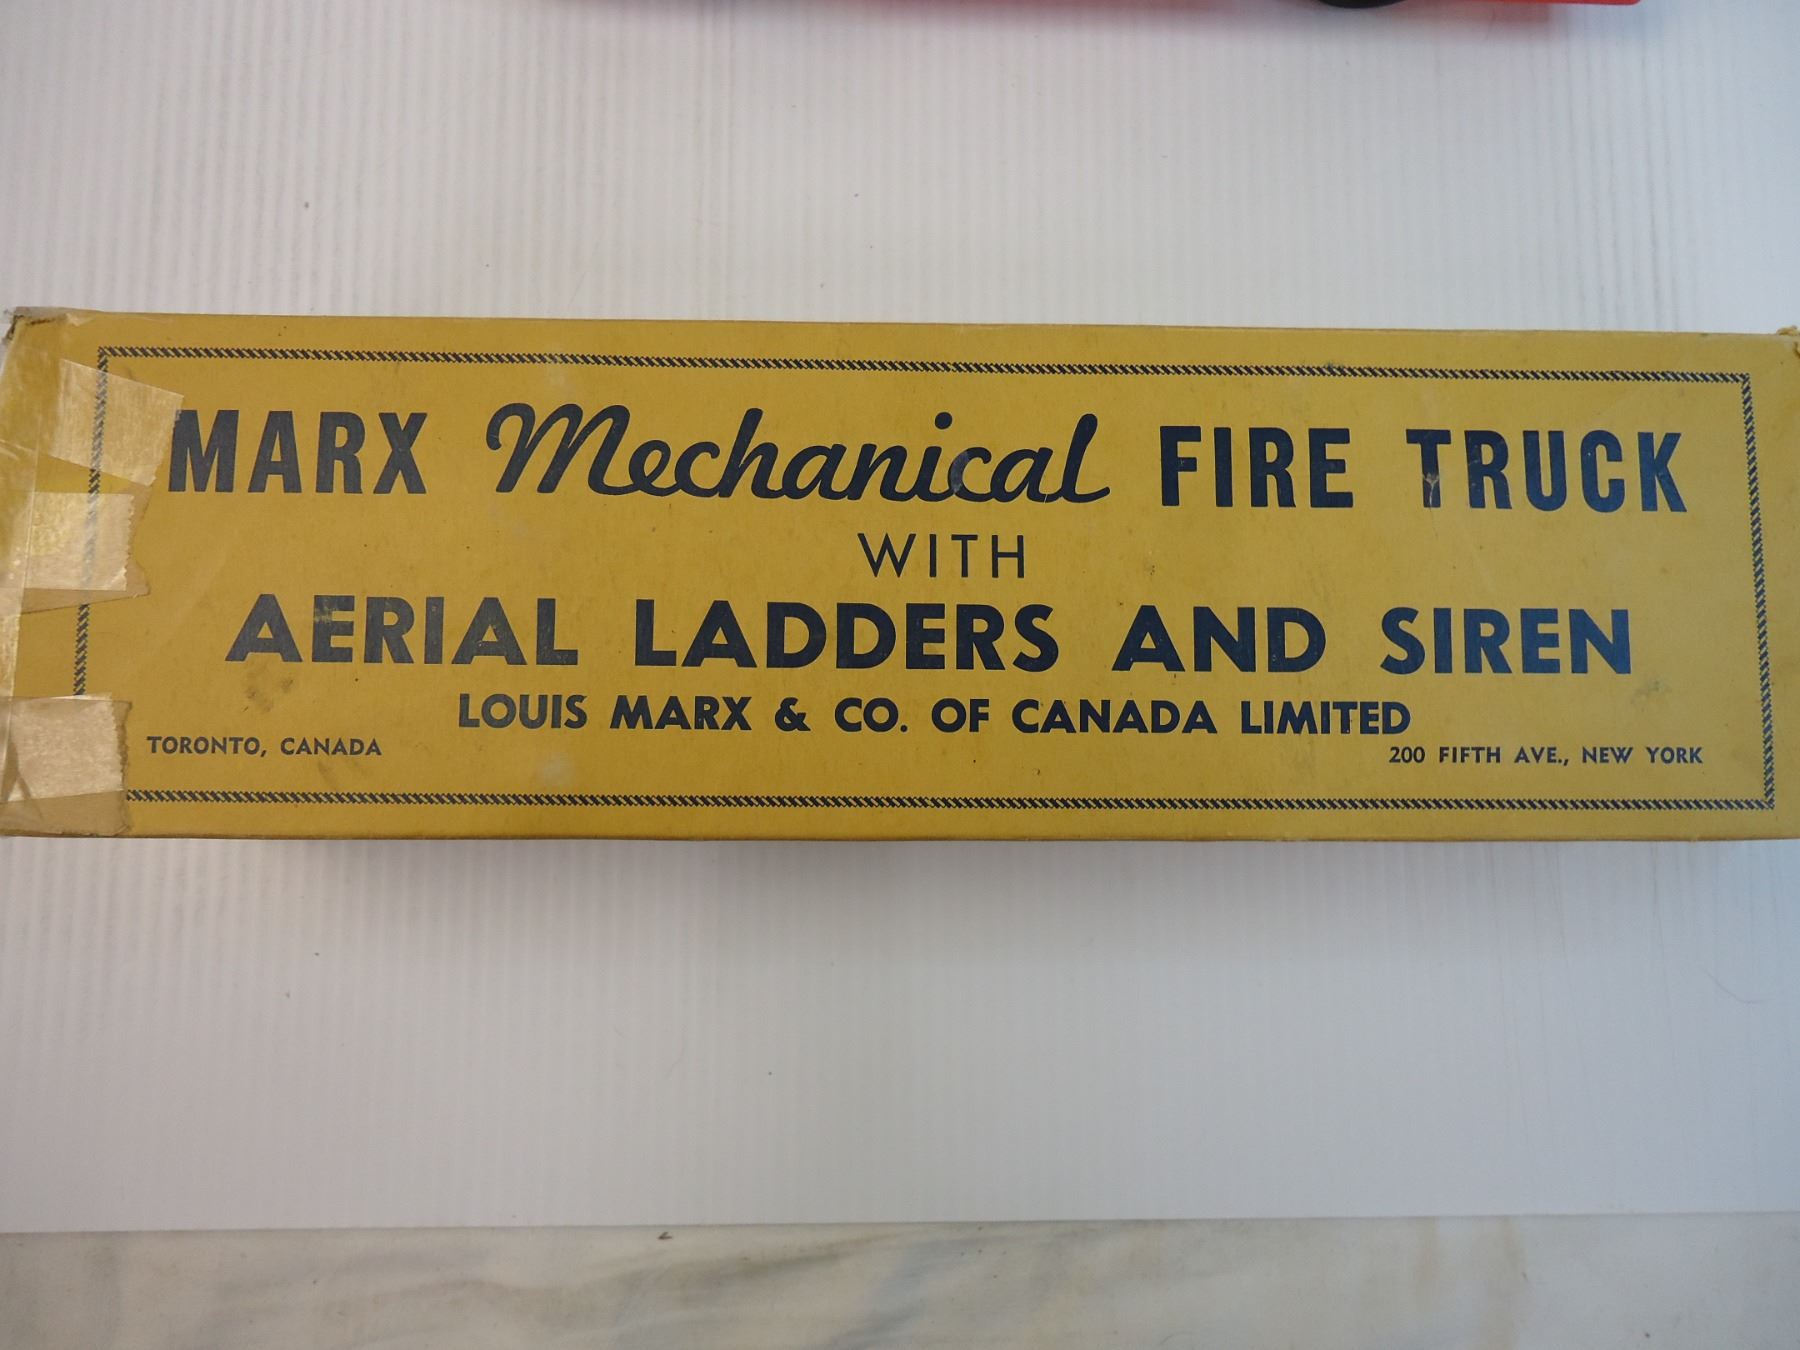 MARX Mechanical FIRE TRUCK
WITH
AERIAL LADDERS AND SIREN
LOUIS MARX & CO. OF CANADA LIMITED
TORONTO, CANADA
200 FIFTH AVE., NEW YORK